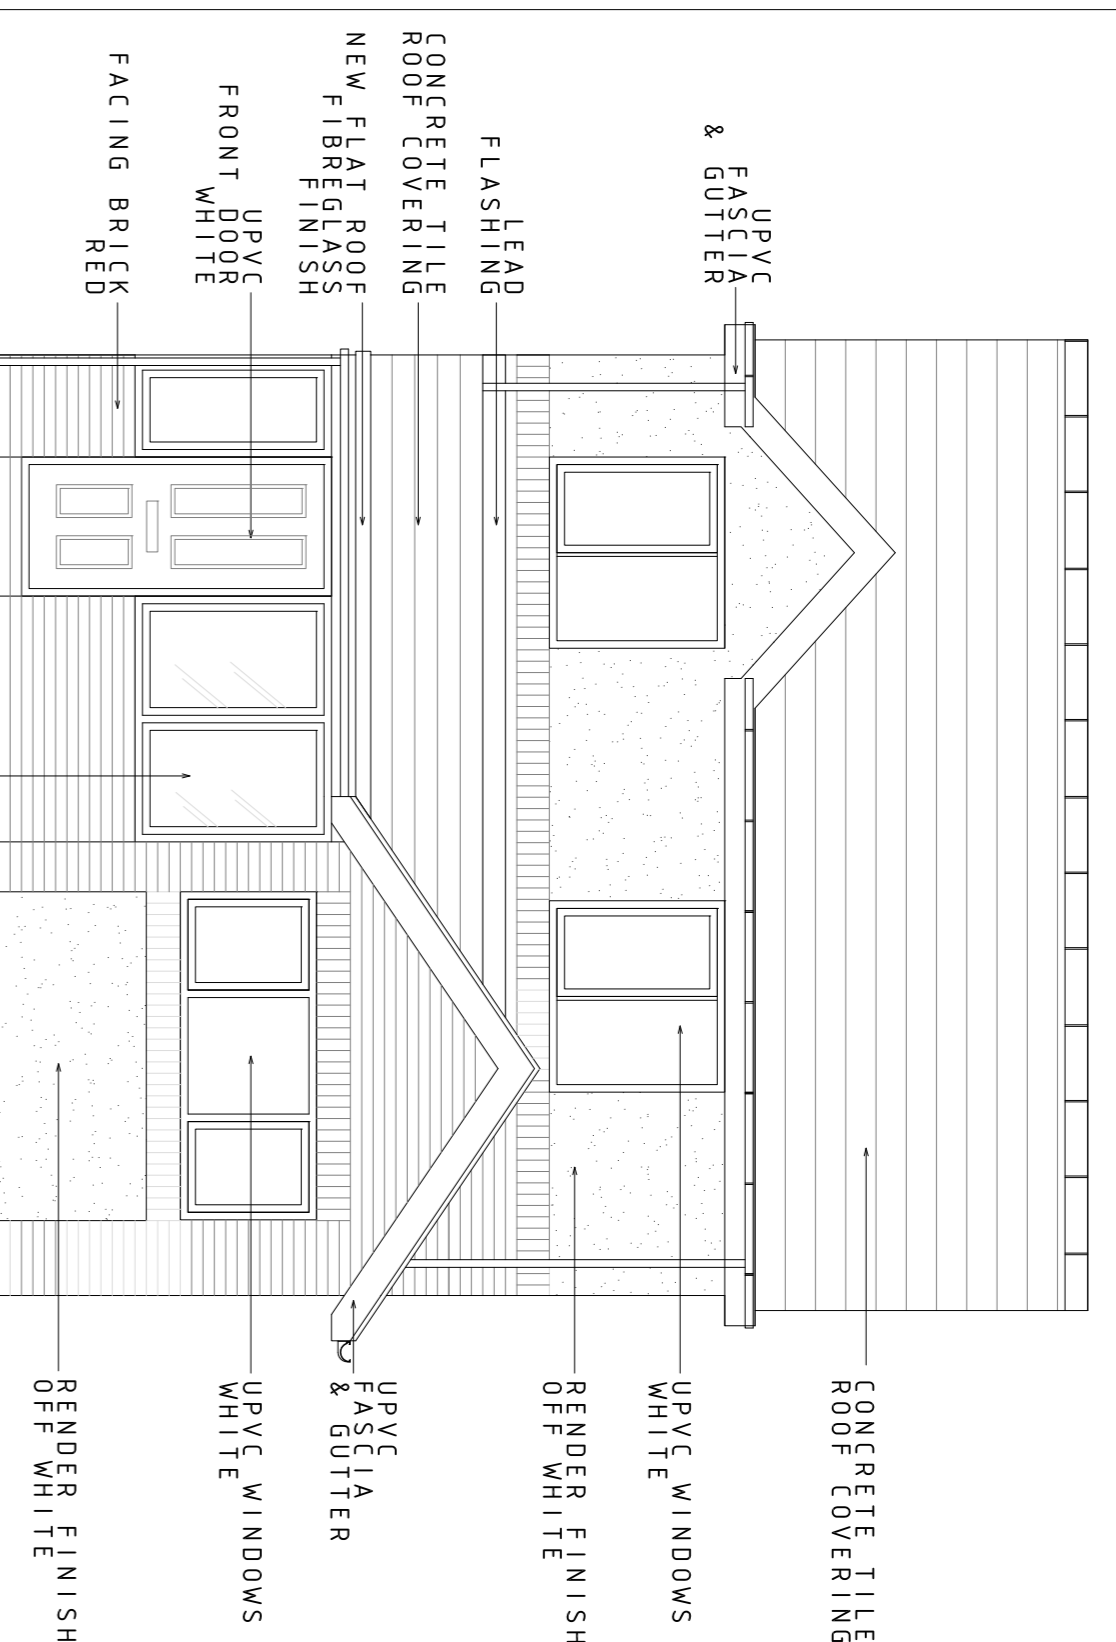 UPVC
FASCIA
& GUTTER
LEAD
FLASHING
CONCRETE TILE
ROOF COVERING
NEW FLAT ROOF
FIBREGLASS
FINISH
UPVC
FRONT DOOR
WHITE
FACING BRICK
RED
CONCRETE TILE
ROOF COVERING
UPVC WINDOWS
WHITE
RENDER FINISH
OFF WHITE
UPVC
FASCIA
& GUTTER
UPVC WINDOWS
WHITE
RENDER FINISH
OFF WHITE